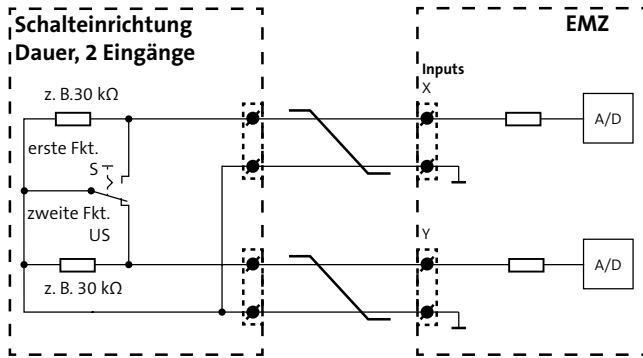 Schalteinrichtung
Dauer, 2 Eingänge
EMZ
Inputs
X
z. B.30 kΩ
A/D
erste Fkt.
S
zweite Fkt.
US
Y
A/D
z. B. 30 kΩ